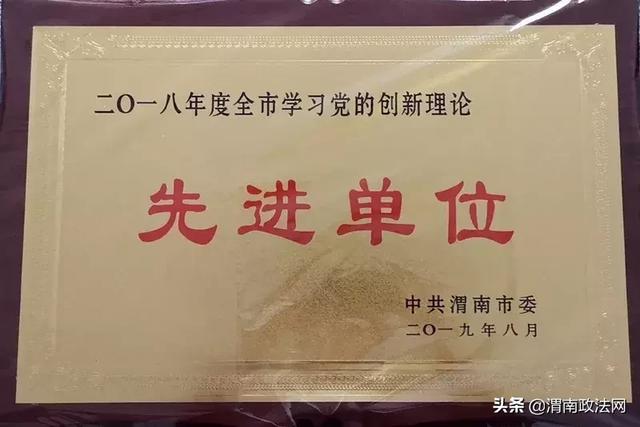 二〇一八年度全市学习党的创新理论
先进单位
中共渭南市委
二〇一九年八月
头条@渭南政法网